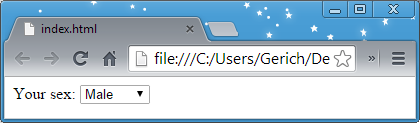 index.html
file:///C:/Users/Gerich/De
»
Your sex: Male